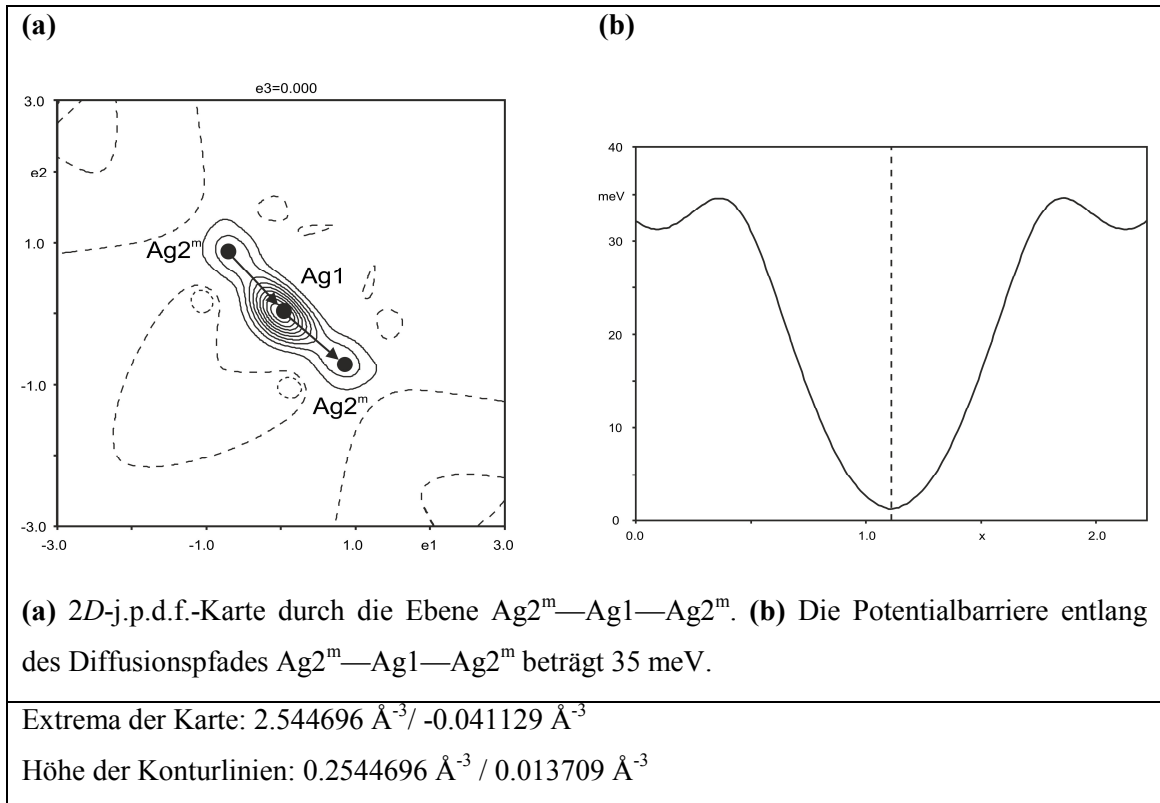 (a)
(b)
e3=0.000
3.0
e2
1.0
-1.0
-3.0
-3.0
-1.0
1.0
e1
3.0
Ag2ᵐ
Ag1
Ag2ᵐ
40
meV
30
20
10
0
0.0
1.0
x
2.0
(a) 2D-j.p.d.f.-Karte durch die Ebene Ag2ᵐ—Ag1—Ag2ᵐ. (b) Die Potentialbarriere entlang
des Diffusionspfades Ag2ᵐ—Ag1—Ag2ᵐ beträgt 35 meV.
Extrema der Karte: 2.544696 Å⁻³/ -0.041129 Å⁻³
Höhe der Konturlinien: 0.2544696 Å⁻³ / 0.013709 Å⁻³